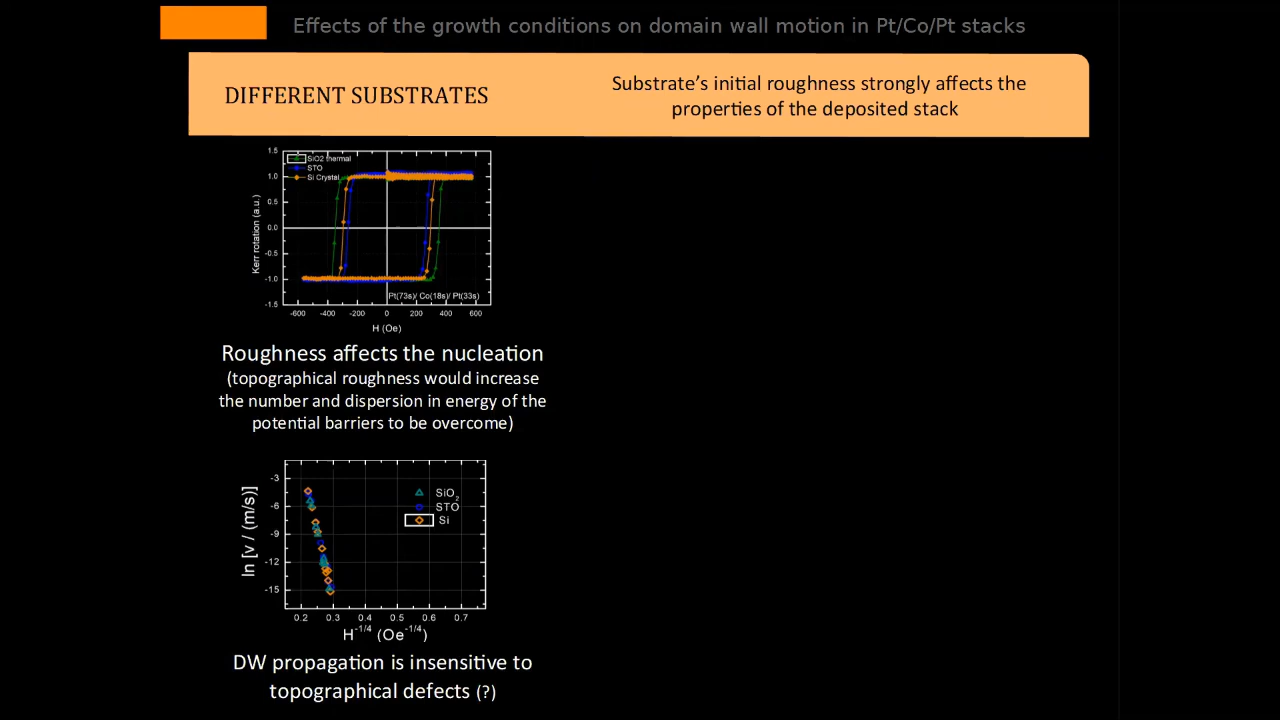 Effects of the growth conditions on domain wall motion in Pt/Co/Pt stacks
DIFFERENT SUBSTRATES
Substrate’s initial roughness strongly affects the
properties of the deposited stack
1.5
1.0
0.5
0.0
-0.5
-1.0
-1.5
Kerr rotation (a.u.)
SiO2 thermal
STO
Si Crystal
Pt(73s)/ Co(18s)/ Pt(33s)
-600 -400 -200 0 200 400 600
H (Oe)
Roughness affects the nucleation
(topographical roughness would increase
the number and dispersion in energy of the
potential barriers to be overcome)
-3
-6
-9
-12
-15
ln [v / (m/s)]
SiO2
STO
Si
0.2 0.3 0.4 0.5 0.6 0.7
H-1/4 (Oe-1/4)
DW propagation is insensitive to
topographical defects (?)